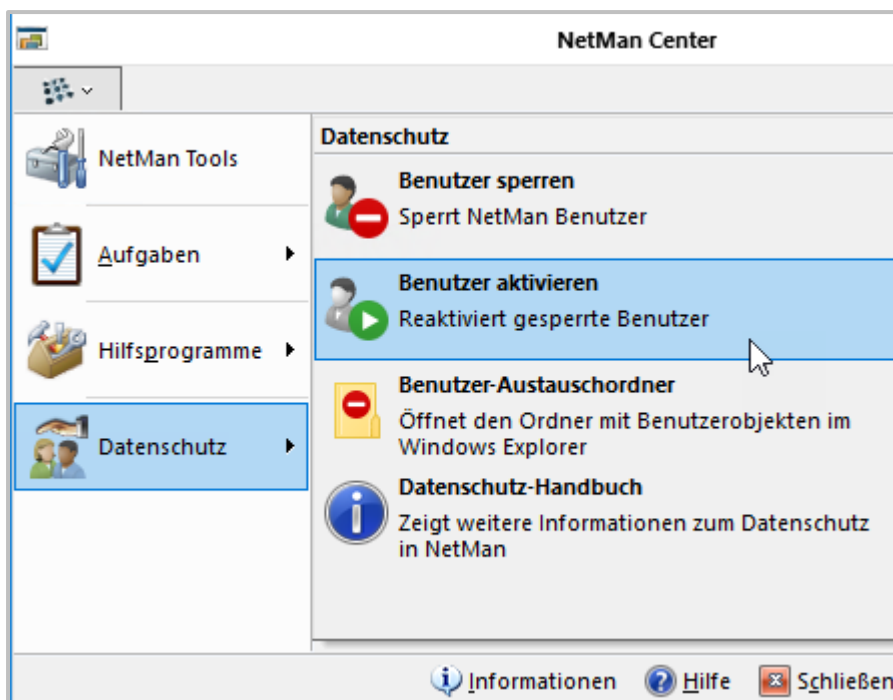 NetMan Center
NetMan Tools
Aufgaben
Hilfsprogramme
Datenschutz
Datenschutz
Benutzer sperren
Sperrt NetMan Benutzer
Benutzer aktivieren
Reaktiviert gesperrte Benutzer
Benutzer-Austauschordner
Öffnet den Ordner mit Benutzerobjekten im
Windows Explorer
Datenschutz-Handbuch
Zeigt weitere Informationen zum Datenschutz
in NetMan
Informationen Hilfe Schließen